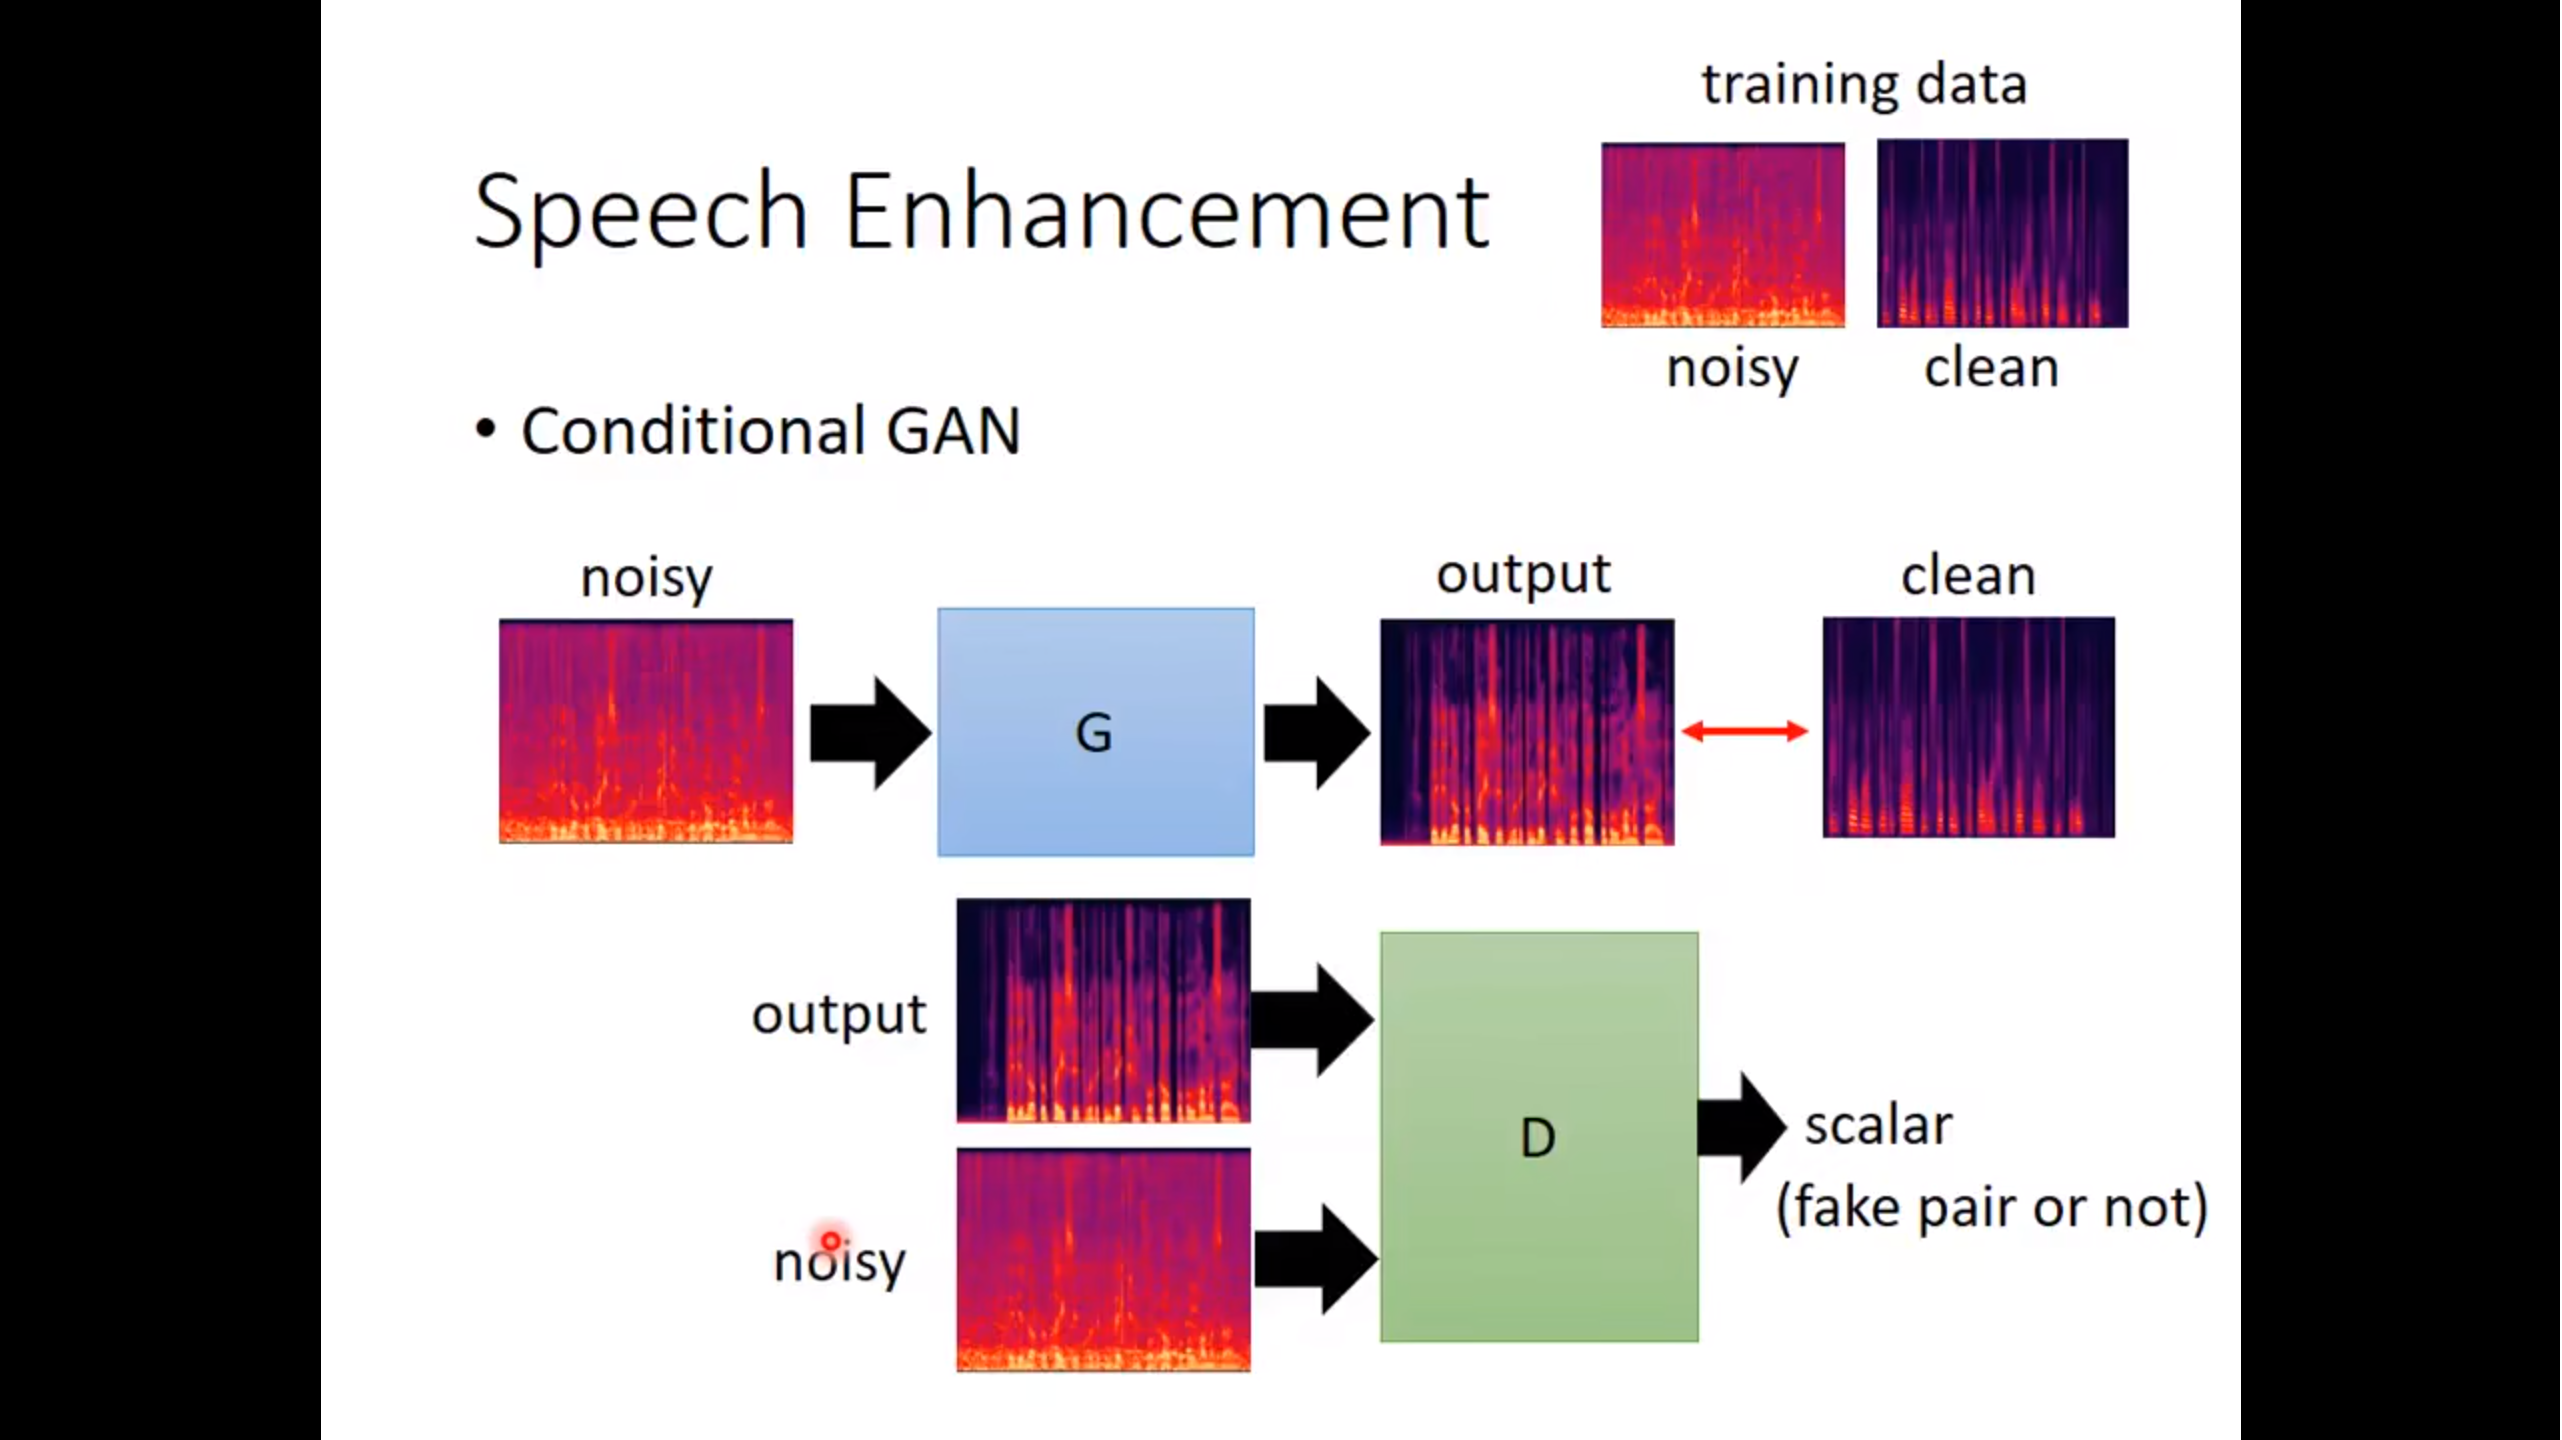 training data
Speech Enhancement
noisy
clean
• Conditional GAN
noisy
output
clean
G
output
D
scalar
(fake pair or not)
noisy